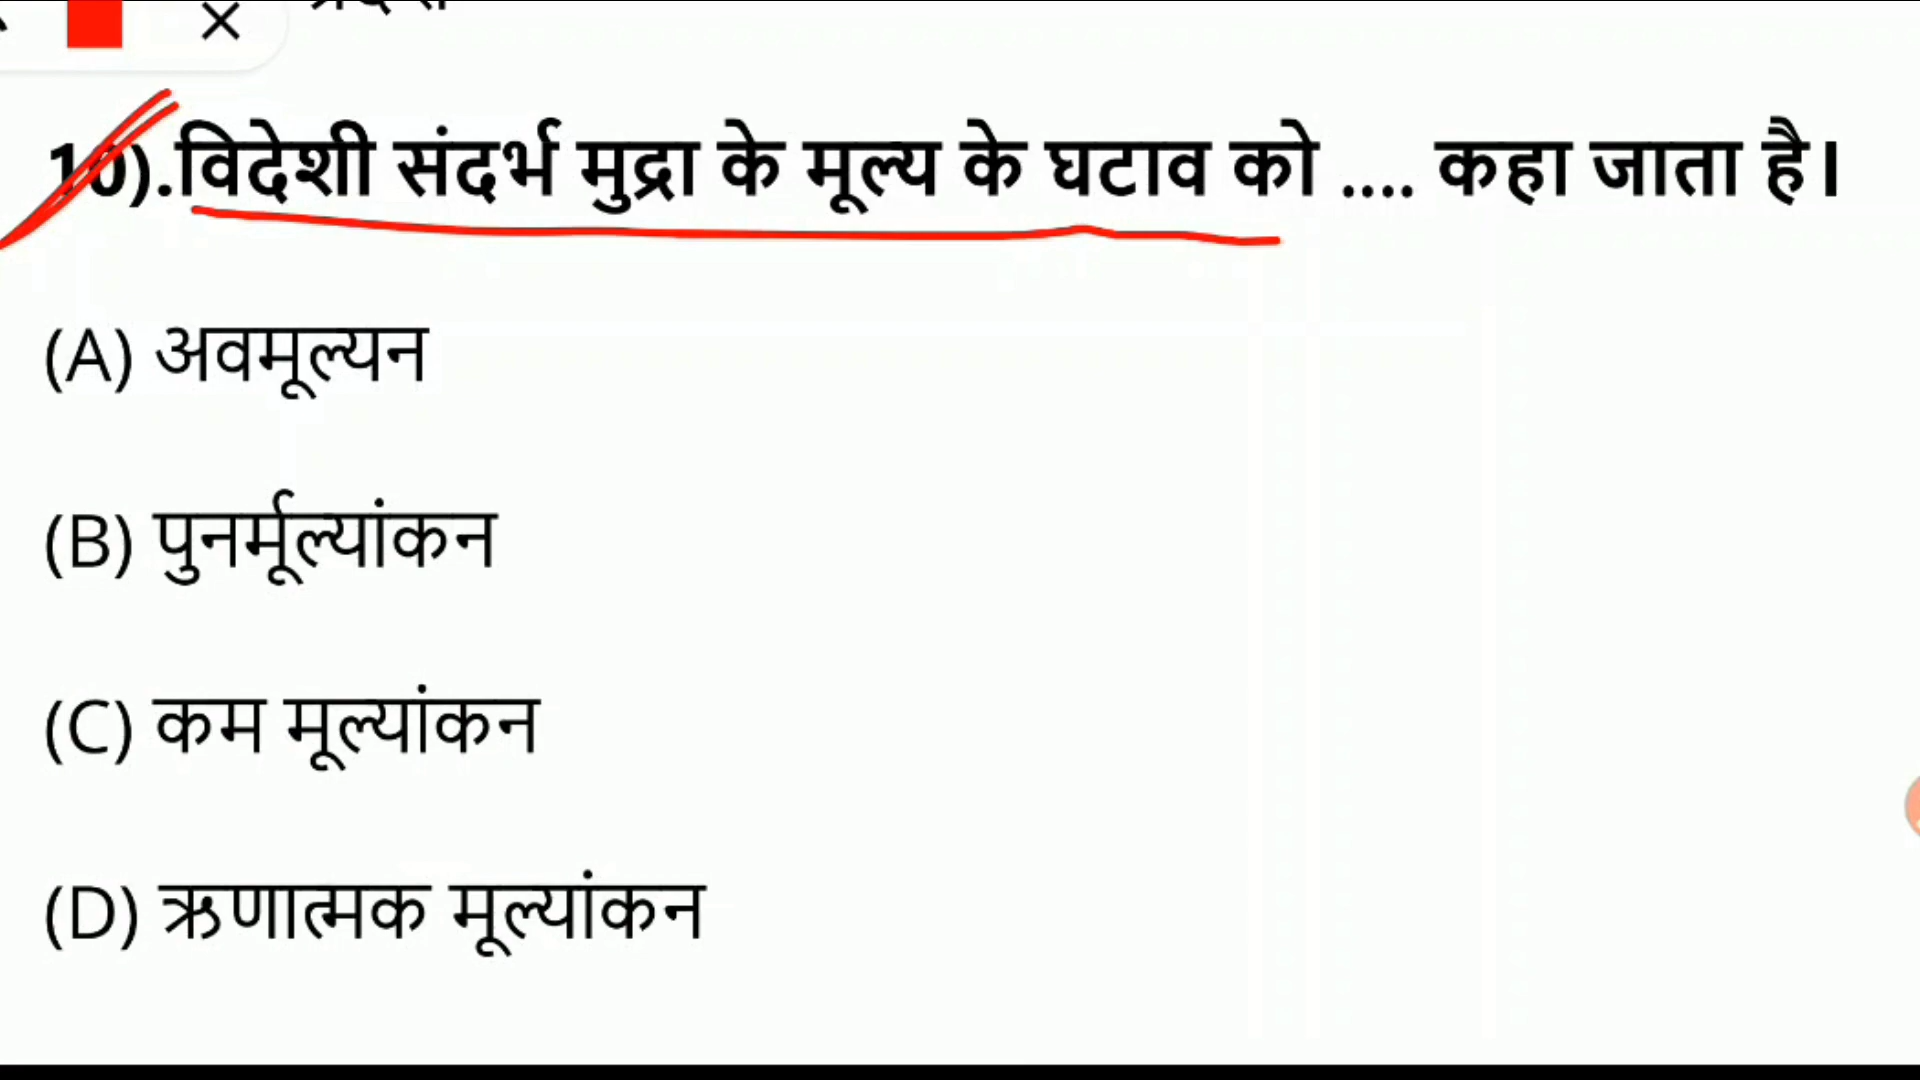 10).विदेशी संदर्भ मुद्रा के मूल्य के घटाव को .... कहा जाता है।
(A) अवमूल्यन
(B) पुनर्मूल्यांकन
(C) कम मूल्यांकन
(D) ऋणात्मक मूल्यांकन